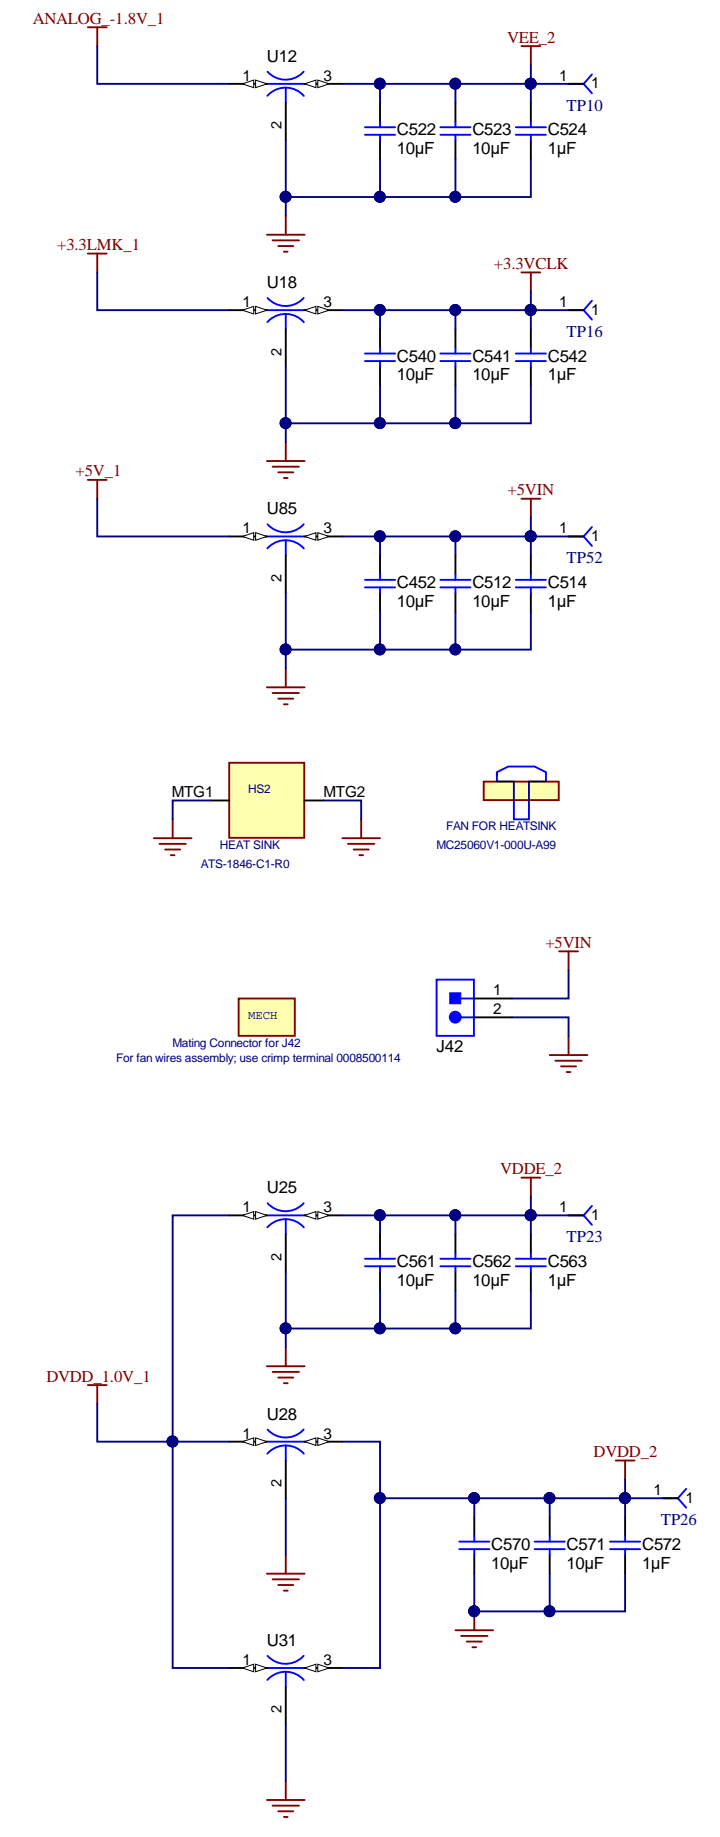 ANALOG_-1.8V_1
U12
VEE_2
1
3
1
1
TP10
2
C522
C523
C524
10µF
10µF
1µF
+3.3LMK_1
U18
+3.3VCLK
1
3
1
1
TP16
2
C540
C541
C542
10µF
10µF
1µF
+5V_1
U85
+5VIN
1
3
1
1
TP52
2
C452
C512
C514
10µF
10µF
1µF
MTG1
HS2
MTG2
HEAT SINK
ATS-1846-C1-R0
FAN FOR HEATSINK
MC25060V1-000U-A99
+5VIN
1
2
J42
MECH
Mating Connector for J42
For fan wires assembly; use crimp terminal 0008500114
U25
VDDE_2
1
3
1
1
TP23
2
C561
C562
C563
10µF
10µF
1µF
DVDD_1.0V_1
U28
1
3
2
DVDD_2
1
1
TP26
C570
C571
C572
10µF
10µF
1µF
U31
1
3
2